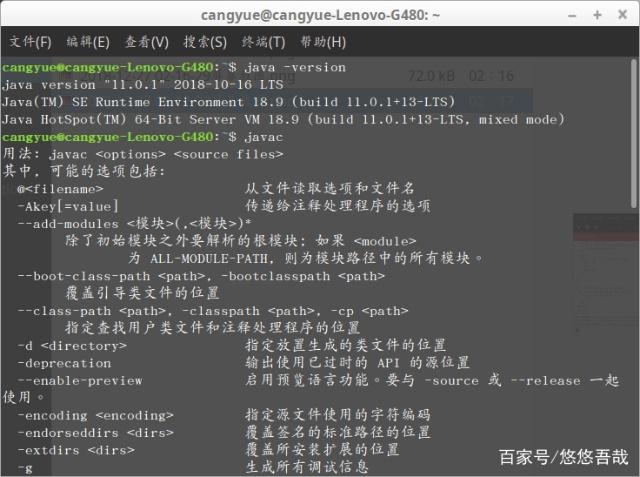 cangyue@cangyue-Lenovo-G480: ~
文件(F) 编辑(E) 查看(V) 搜索(S) 终端(T) 帮助(H)
cangyue@cangyue-Lenovo-G480:~$ java -version
java version "11.0.1" 2018-10-16 LTS
Java(TM) SE Runtime Environment 18.9 (build 11.0.1+13-LTS)
Java HotSpot(TM) 64-Bit Server VM 18.9 (build 11.0.1+13-LTS, mixed mode)
cangyue@cangyue-Lenovo-G480:~$ javac
用法: javac <options> <source files>
其中, 可能的选项包括:
@<filename> 从文件读取选项和文件名
-Akey[=value] 传递给注释处理程序的选项
--add-modules <模块>(,<模块>)*
除了初始模块之外要解析的根模块; 如果 <module>
为 ALL-MODULE-PATH, 则为模块路径中的所有模块。
--boot-class-path <path>, -bootclasspath <path>
覆盖引导类文件的位置
--class-path <path>, -classpath <path>, -cp <path>
指定查找用户类文件和注释处理程序的位置
-d <directory> 指定放置生成的类文件的位置
-deprecation 输出使用已过时的 API 的源位置
--enable-preview 启用预览语言功能。要与 -source 或 --release 一起
使用。
-encoding <encoding> 指定源文件使用的字符编码
-endorseddirs <dirs> 覆盖签名的标准路径的位置
-extdirs <dirs> 覆盖所安装扩展的位置
-g 生成所有调试信息
72.0 kB 02：16
百家号/悠悠吾哉